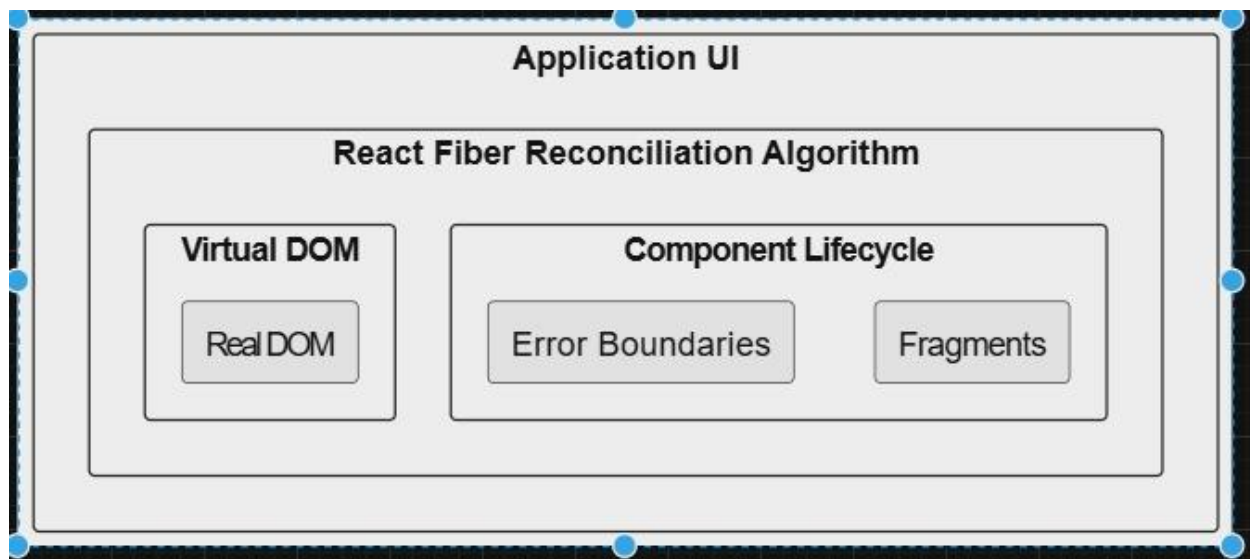 Application UI
React Fiber Reconciliation Algorithm
Virtual DOM
Component Lifecycle
Real DOM
Error Boundaries
Fragments